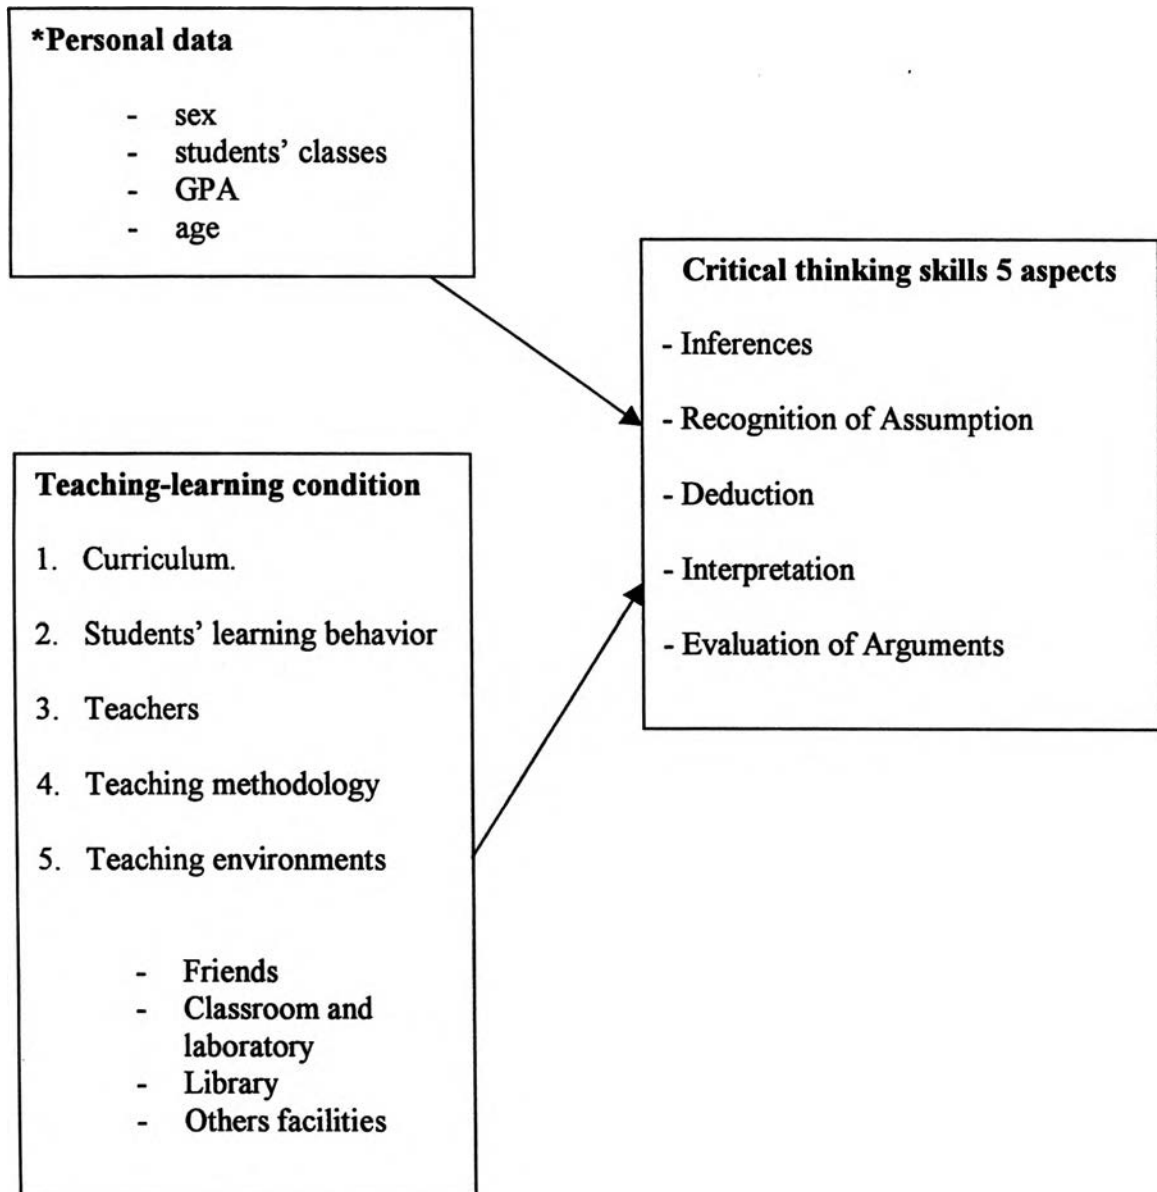 *Personal data
- sex
- students’ classes
- GPA
- age
Teaching-learning condition
1. Curriculum.
2. Students’ learning behavior
3. Teachers
4. Teaching methodology
5. Teaching environments
- Friends
- Classroom and
laboratory
- Library
- Others facilities
Critical thinking skills 5 aspects
- Inferences
- Recognition of Assumption
- Deduction
- Interpretation
- Evaluation of Arguments